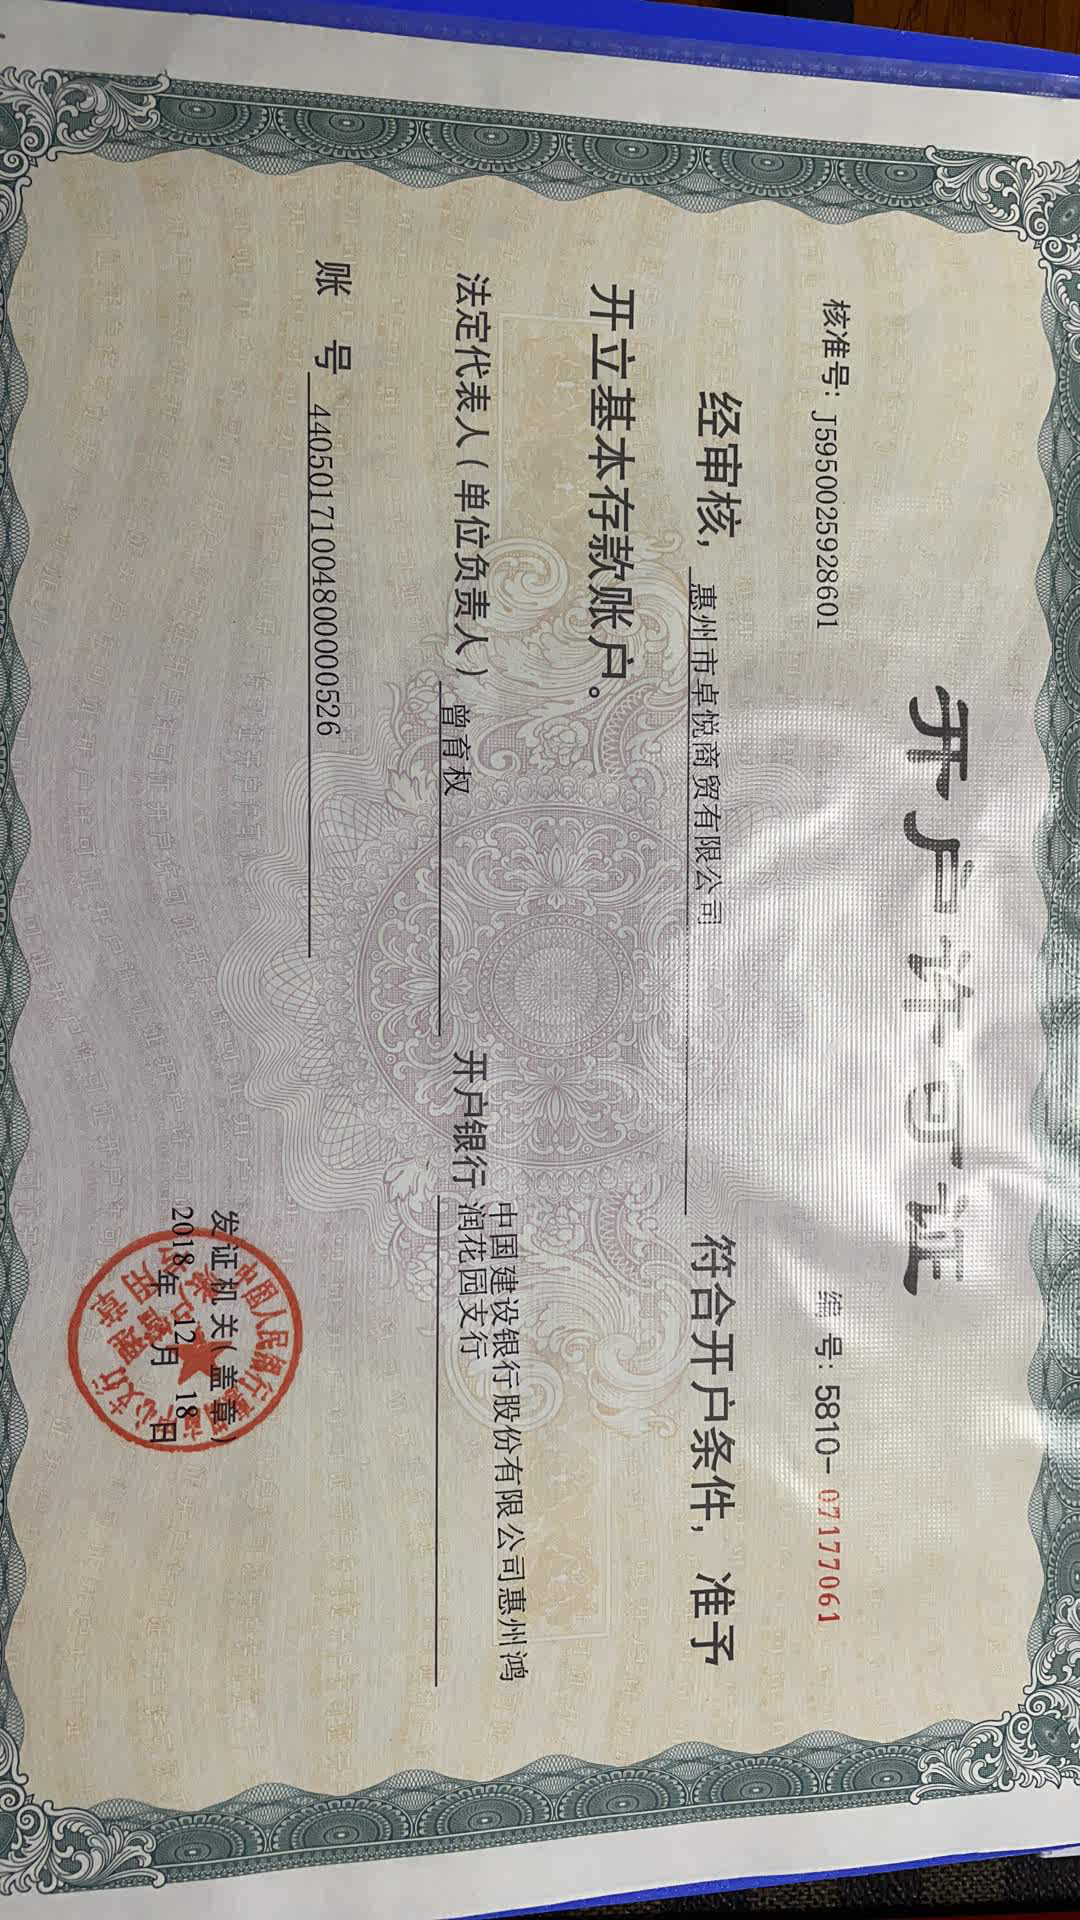 开户许可证
核准号: J5950025928601 编号: 5810-07177061
经审核, 惠州市卓悦商贸有限公司 符合开户条件, 准予
开立基本存款账户。
法定代表人(单位负责人) 曾育权 开户银行 中国建设银行股份有限公司惠州鸿
润花园支行
账号 44050171004800000526
发证机关(盖章)
2018年 12月 18日